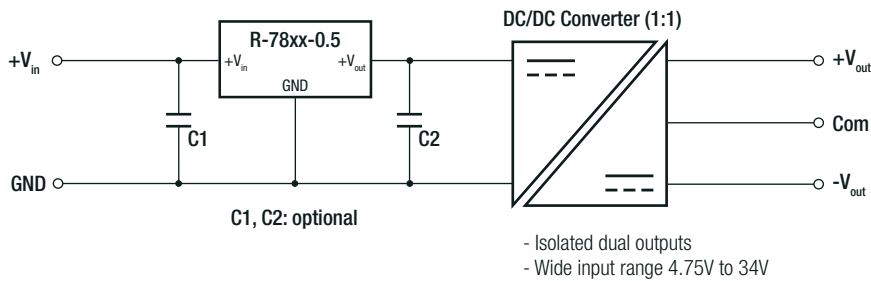 DC/DC Converter (1:1)
R-78xx-0.5
+Vin
+Vin
+Vout
+Vout
GND
C1
C2
Com
GND
-Vout
C1, C2: optional
- Isolated dual outputs
- Wide input range 4.75V to 34V